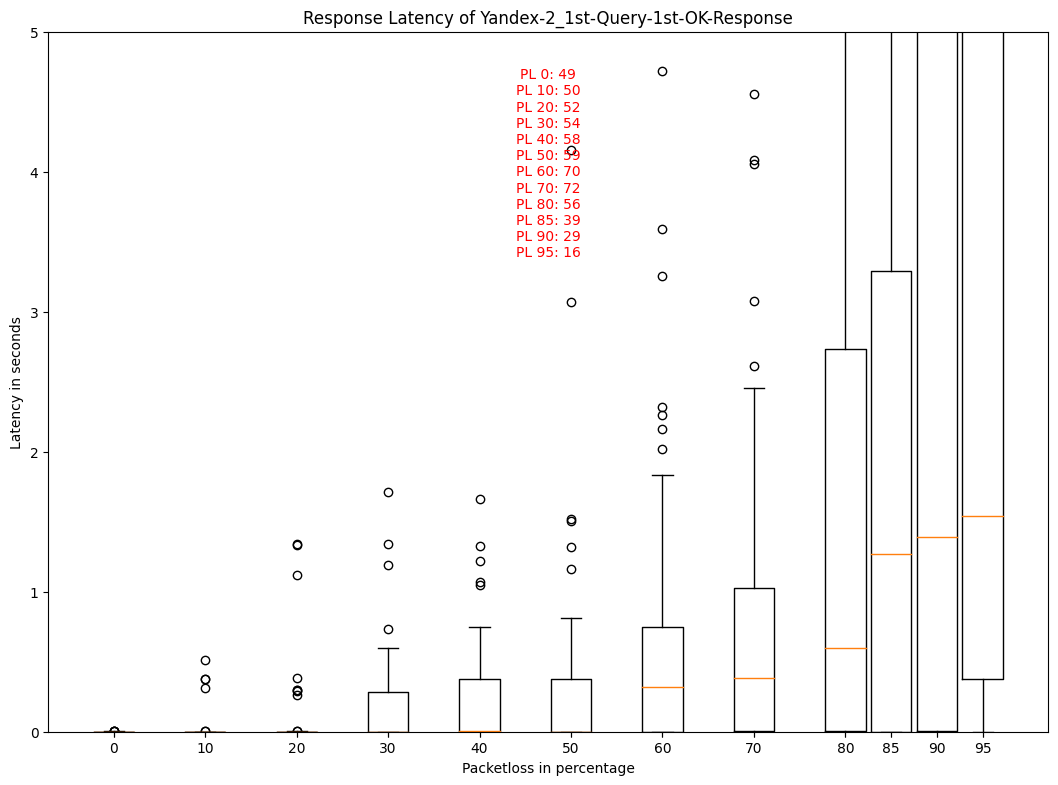 Response Latency of Yandex-2_1st-Query-1st-OK-Response
5
4
3
2
1
0
Latency in seconds
PL 0: 49
PL 10: 50
PL 20: 52
PL 30: 54
PL 40: 58
PL 50: 59
PL 60: 70
PL 70: 72
PL 80: 56
PL 85: 39
PL 90: 29
PL 95: 16
0 10 20 30 40 50 60 70 80 85 90 95
Packetloss in percentage